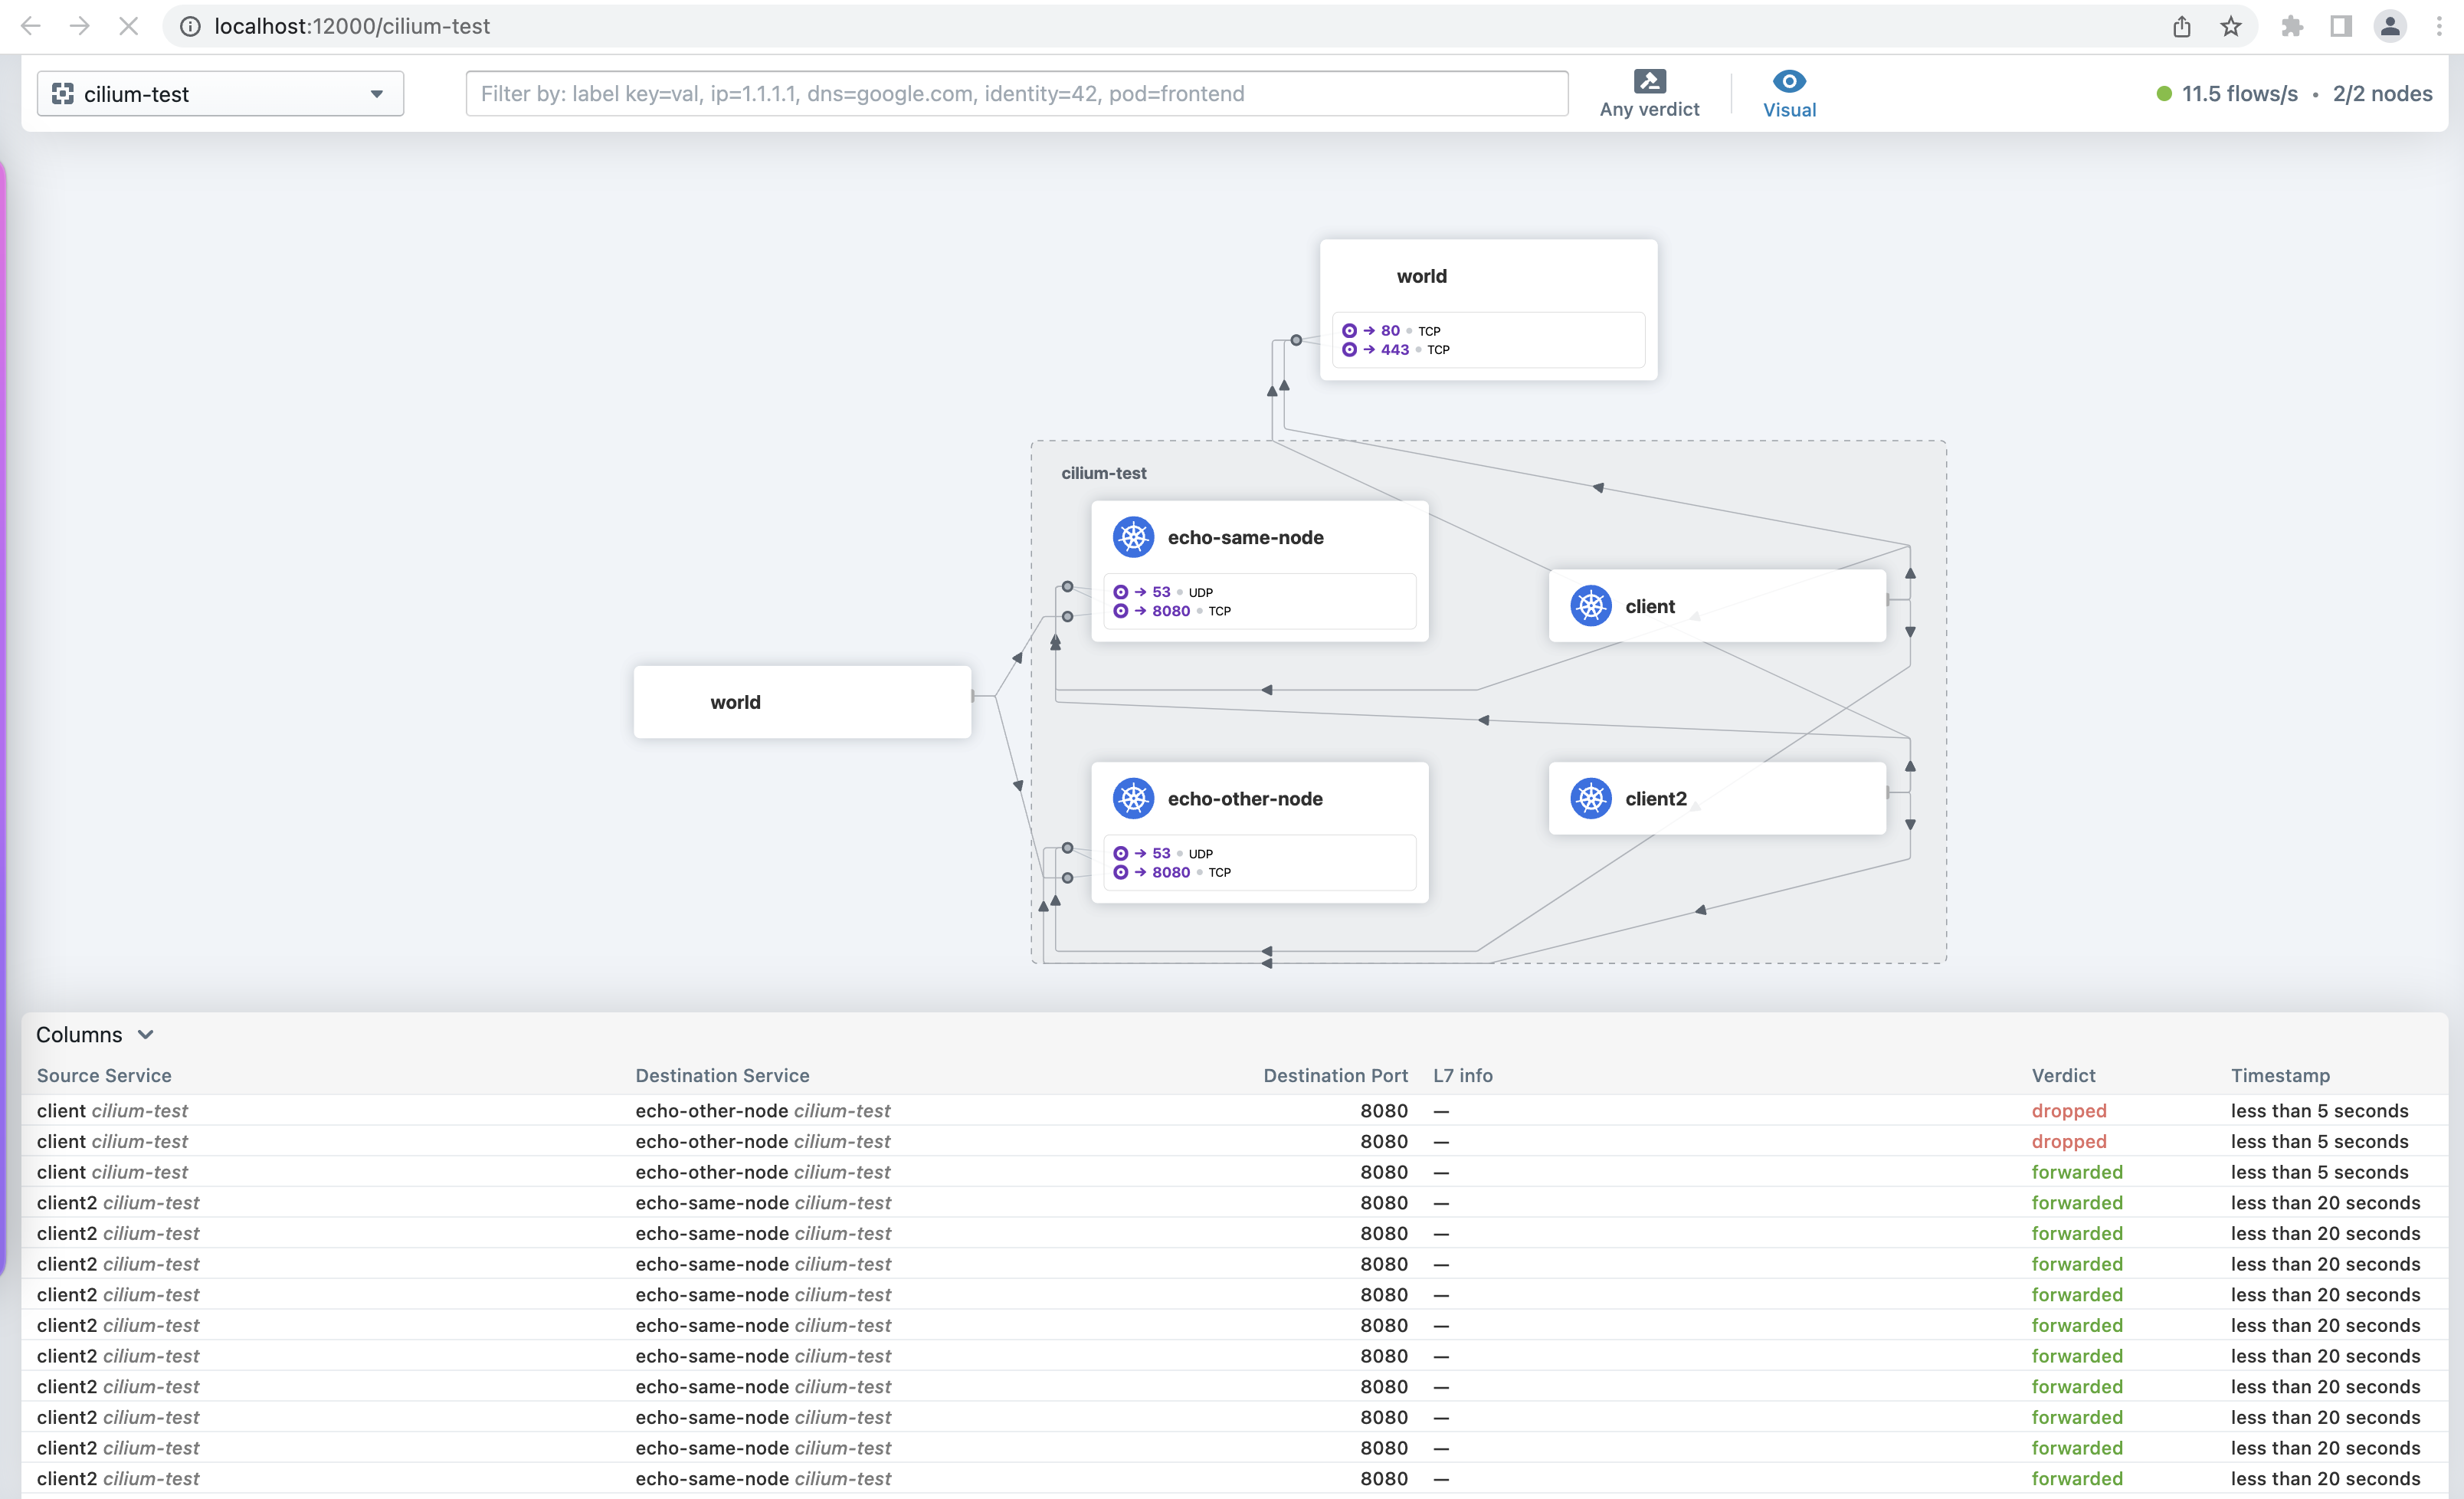 localhost:12000/cilium-test
cilium-test
Filter by: label key=val, ip=1.1.1.1, dns=google.com, identity=42, pod=frontend
Any verdict
Visual
11.5 flows/s • 2/2 nodes
world
→ 80 • TCP
→ 443 • TCP
cilium-test
echo-same-node
→ 53 • UDP
→ 8080 • TCP
client
world
echo-other-node
→ 53 • UDP
→ 8080 • TCP
client2
Columns
Source Service Destination Service Destination Port L7 info Verdict Timestamp
client cilium-test echo-other-node cilium-test 8080 — dropped less than 5 seconds
client cilium-test echo-other-node cilium-test 8080 — dropped less than 5 seconds
client cilium-test echo-other-node cilium-test 8080 — forwarded less than 5 seconds
client2 cilium-test echo-same-node cilium-test 8080 — forwarded less than 20 seconds
client2 cilium-test echo-same-node cilium-test 8080 — forwarded less than 20 seconds
client2 cilium-test echo-same-node cilium-test 8080 — forwarded less than 20 seconds
client2 cilium-test echo-same-node cilium-test 8080 — forwarded less than 20 seconds
client2 cilium-test echo-same-node cilium-test 8080 — forwarded less than 20 seconds
client2 cilium-test echo-same-node cilium-test 8080 — forwarded less than 20 seconds
client2 cilium-test echo-same-node cilium-test 8080 — forwarded less than 20 seconds
client2 cilium-test echo-same-node cilium-test 8080 — forwarded less than 20 seconds
client2 cilium-test echo-same-node cilium-test 8080 — forwarded less than 20 seconds
client2 cilium-test echo-same-node cilium-test 8080 — forwarded less than 20 seconds